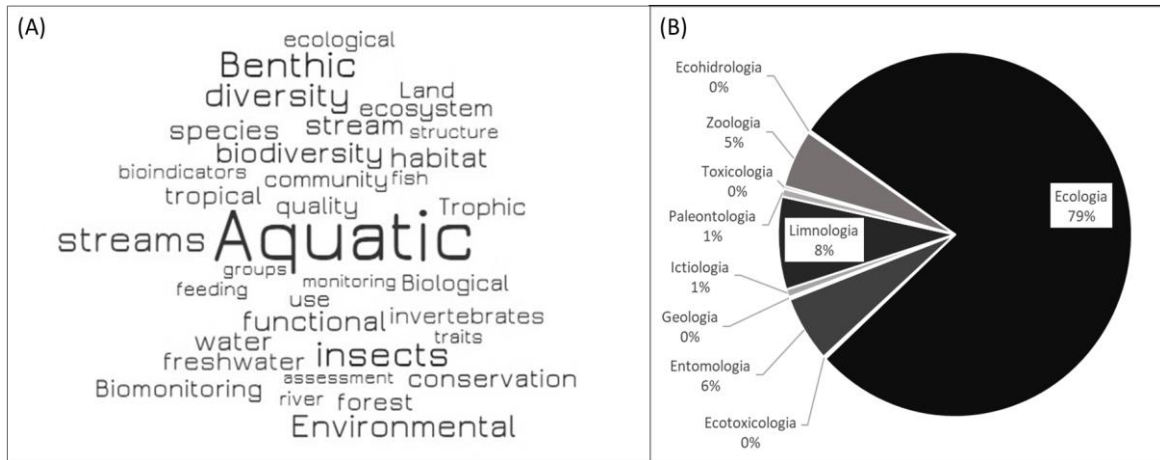 (A)
ecological
Benthic
diversity
Land
ecosystem
species
stream
structure
biodiversity
habitat
bioindicators
community
fish
tropical
quality
Trophic
streams
Aquatic
groups
monitoring
Biological
feeding
use
functional
invertebrates
water
traits
freshwater
insects
assessment
conservation
Biomonitoring
river
forest
Environmental
(B)
Ecohidrologia
0%
Zoologia
5%
Toxicologia
0%
Paleontologia
1%
Limnologia
8%
Ictiologia
1%
Geologia
0%
Entomologia
6%
Ecotoxicologia
0%
Ecologia
79%